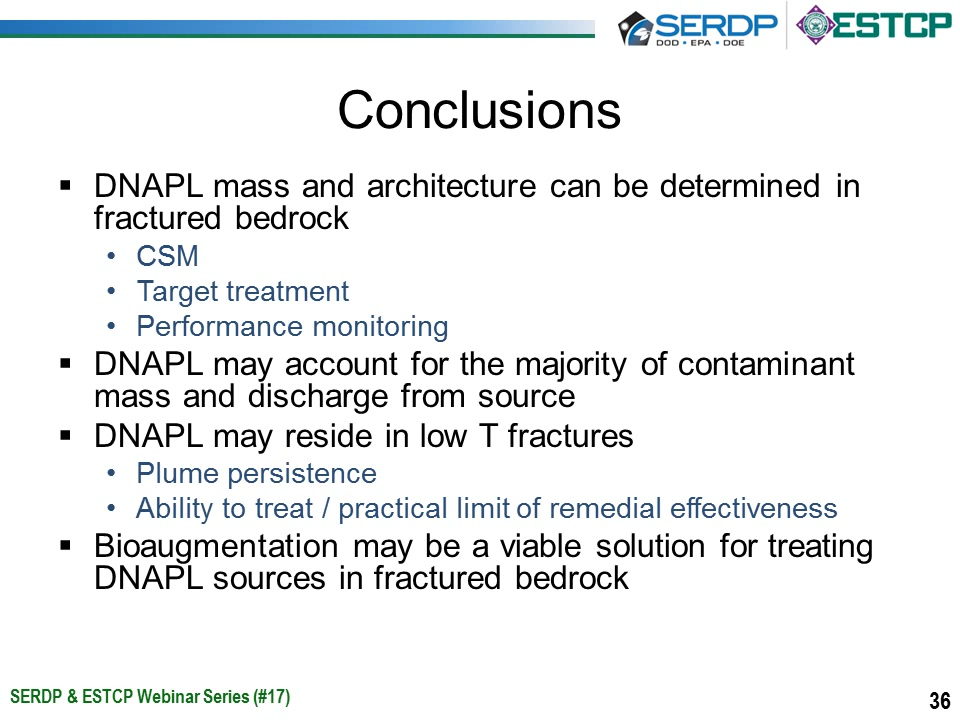 SERDP
DOD • EPA • DOE
ESTCP
Conclusions
▪ DNAPL mass and architecture can be determined in
fractured bedrock
• CSM
• Target treatment
• Performance monitoring
▪ DNAPL may account for the majority of contaminant
mass and discharge from source
▪ DNAPL may reside in low T fractures
• Plume persistence
• Ability to treat / practical limit of remedial effectiveness
▪ Bioaugmentation may be a viable solution for treating
DNAPL sources in fractured bedrock
SERDP & ESTCP Webinar Series (#17)
36